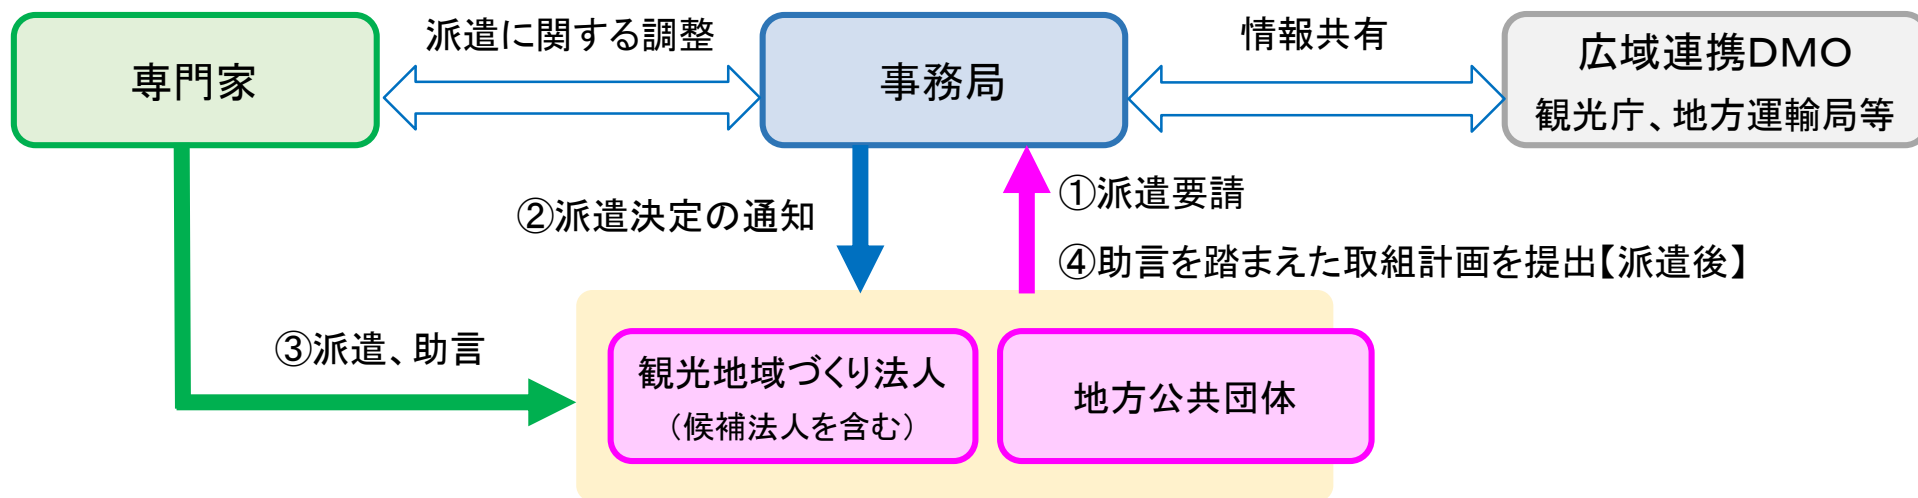 専門家
派遣に関する調整
事務局
情報共有
広域連携DMO
観光庁、地方運輸局等
①派遣要請
②派遣決定の通知
④助言を踏まえた取組計画を提出【派遣後】
③派遣、助言
観光地域づくり法人
（候補法人を含む）
地方公共団体